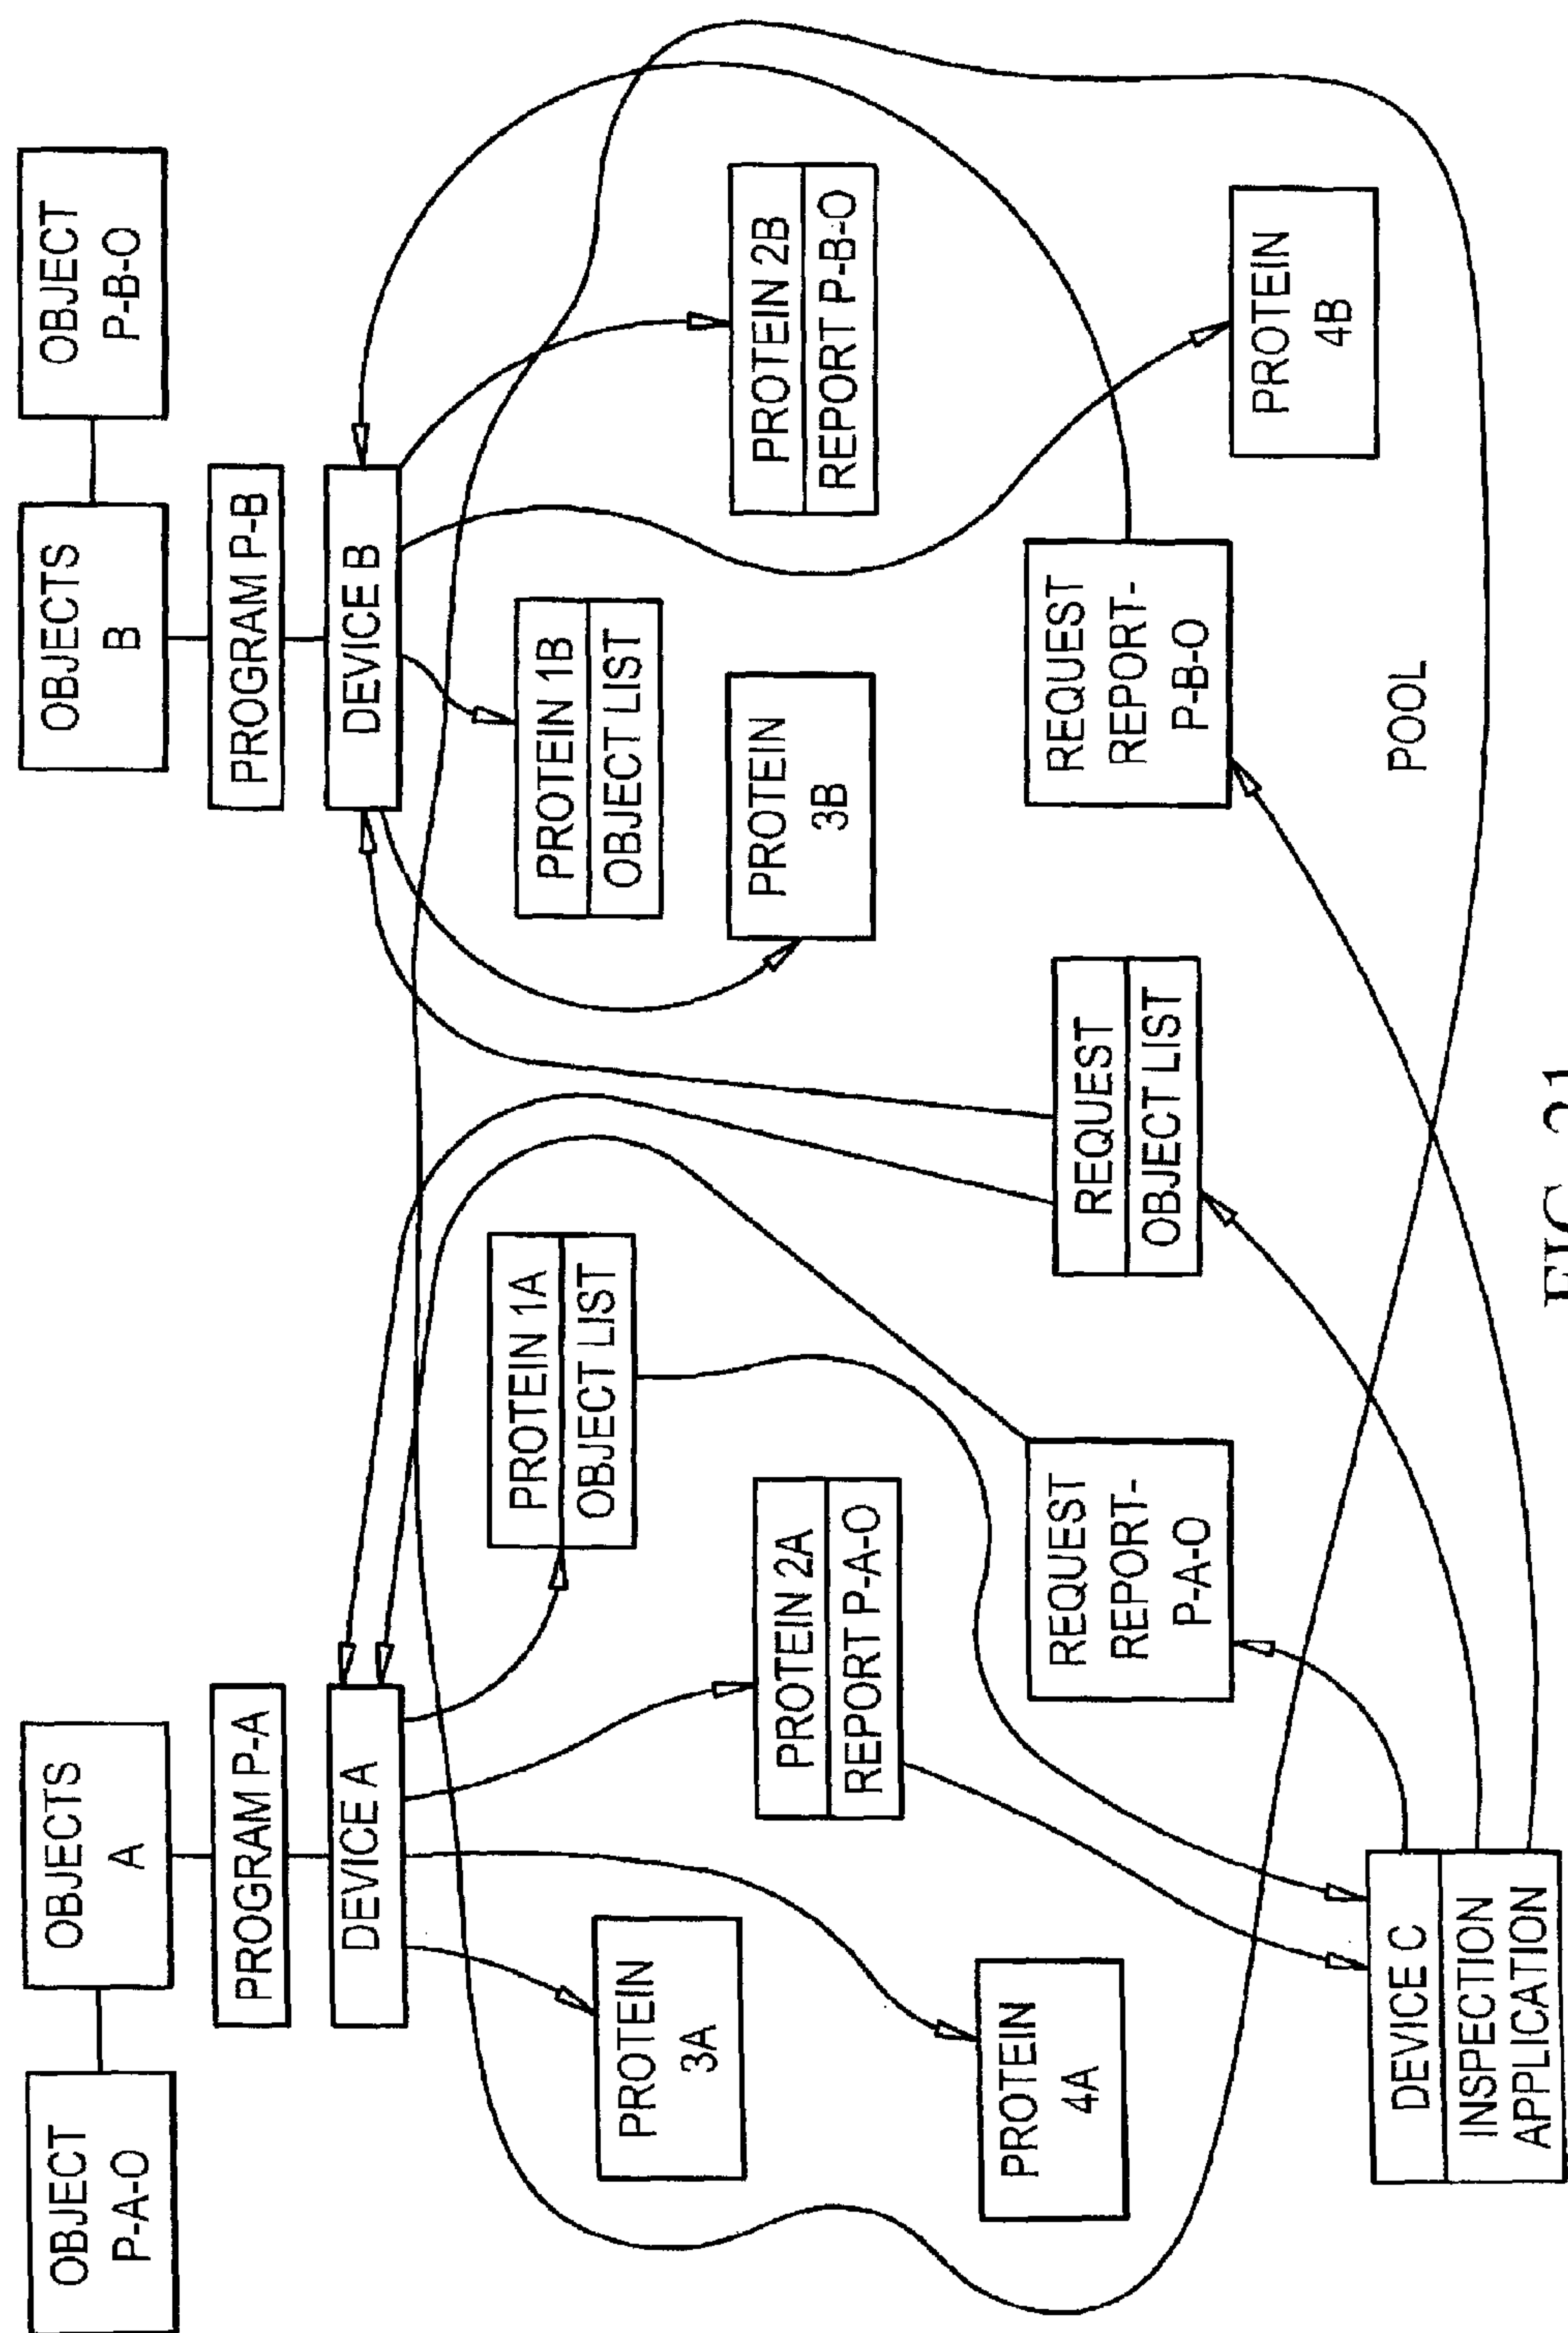 OBJECT
P-A-O
OBJECTS
A
PROGRAM P-A
DEVICE A
OBJECTS
B
OBJECT
P-B-O
PROGRAM P-B
DEVICE B
PROTEIN 1A
OBJECT LIST
PROTEIN 1B
OBJECT LIST
PROTEIN
3A
PROTEIN 2A
REPORT P-A-O
PROTEIN
3B
PROTEIN 2B
REPORT P-B-O
PROTEIN
4A
REQUEST
REPORT-
P-A-O
REQUEST
OBJECT LIST
REQUEST
REPORT-
P-B-O
PROTEIN
4B
POOL
DEVICE C
INSPECTION
APPLICATION
FIG. 21